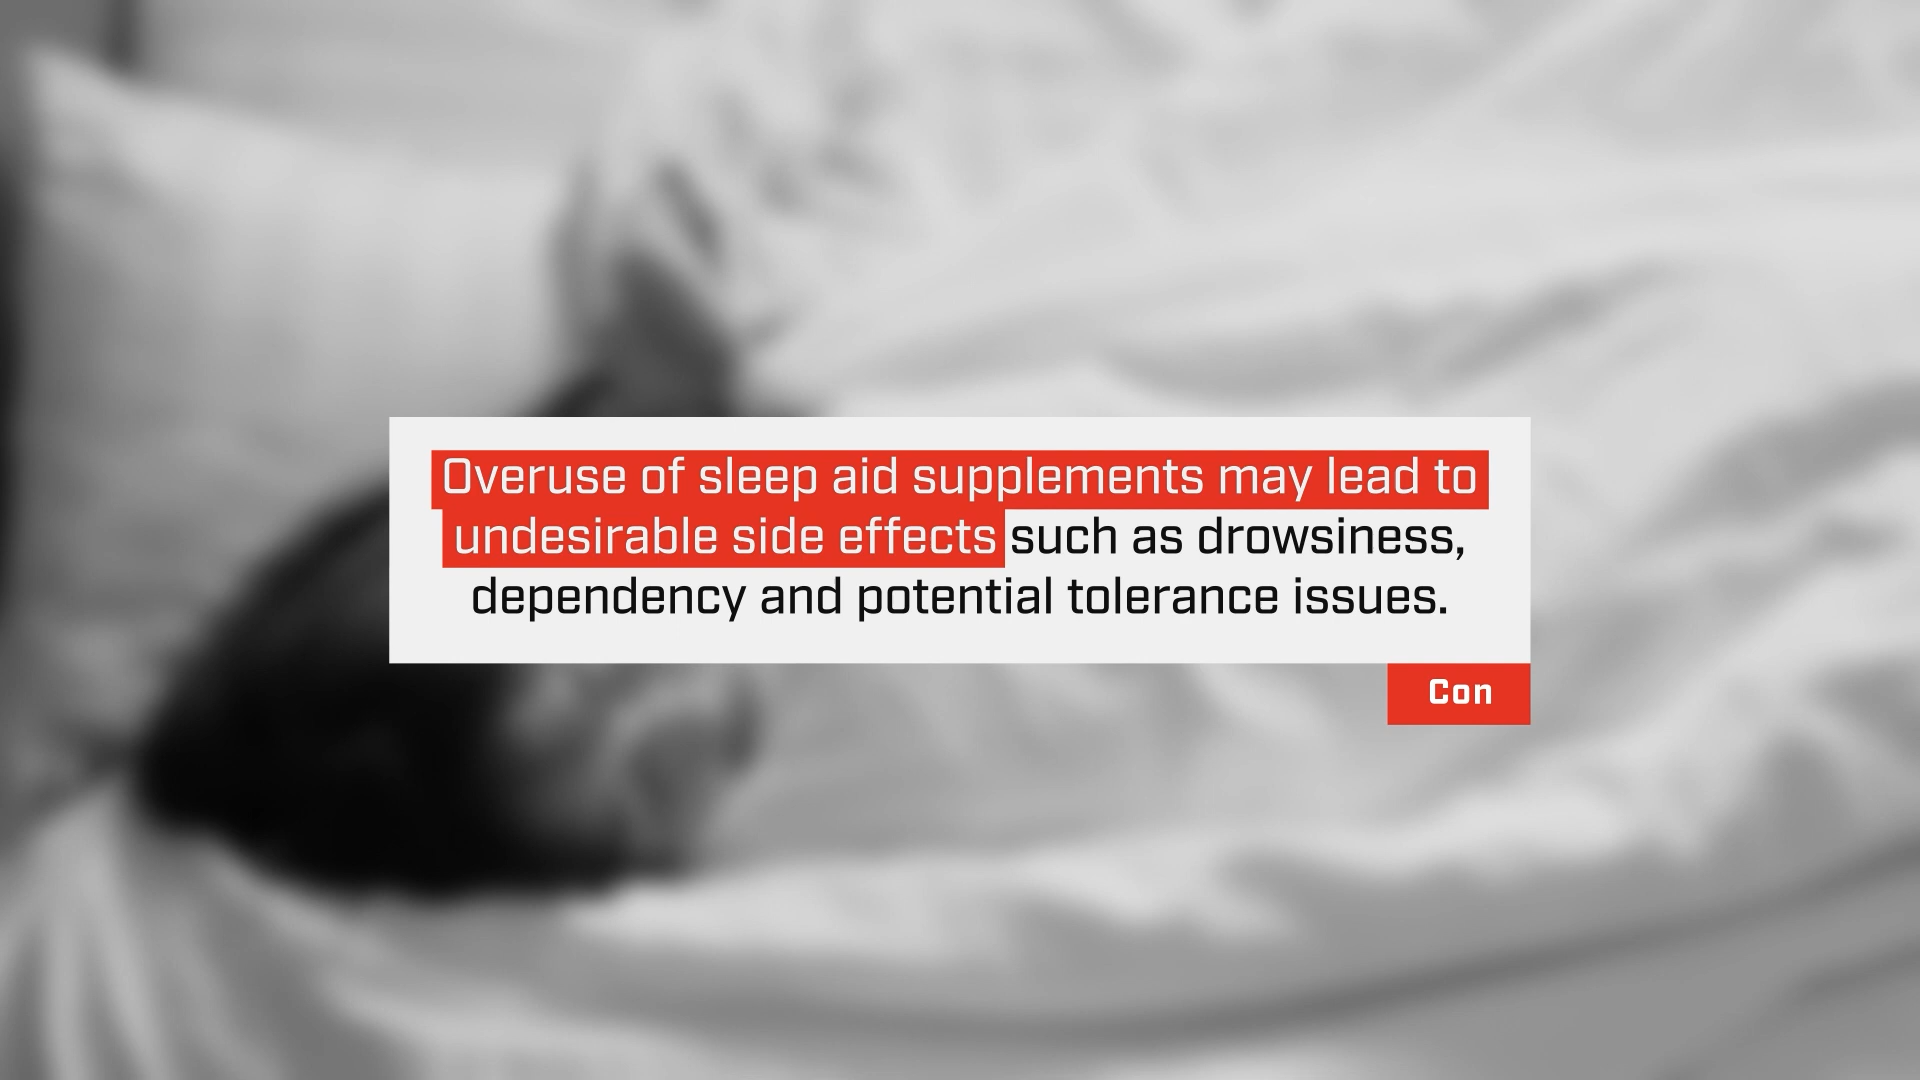 Overuse of sleep aid supplements may lead to
undesirable side effects such as drowsiness,
dependency and potential tolerance issues.
Con